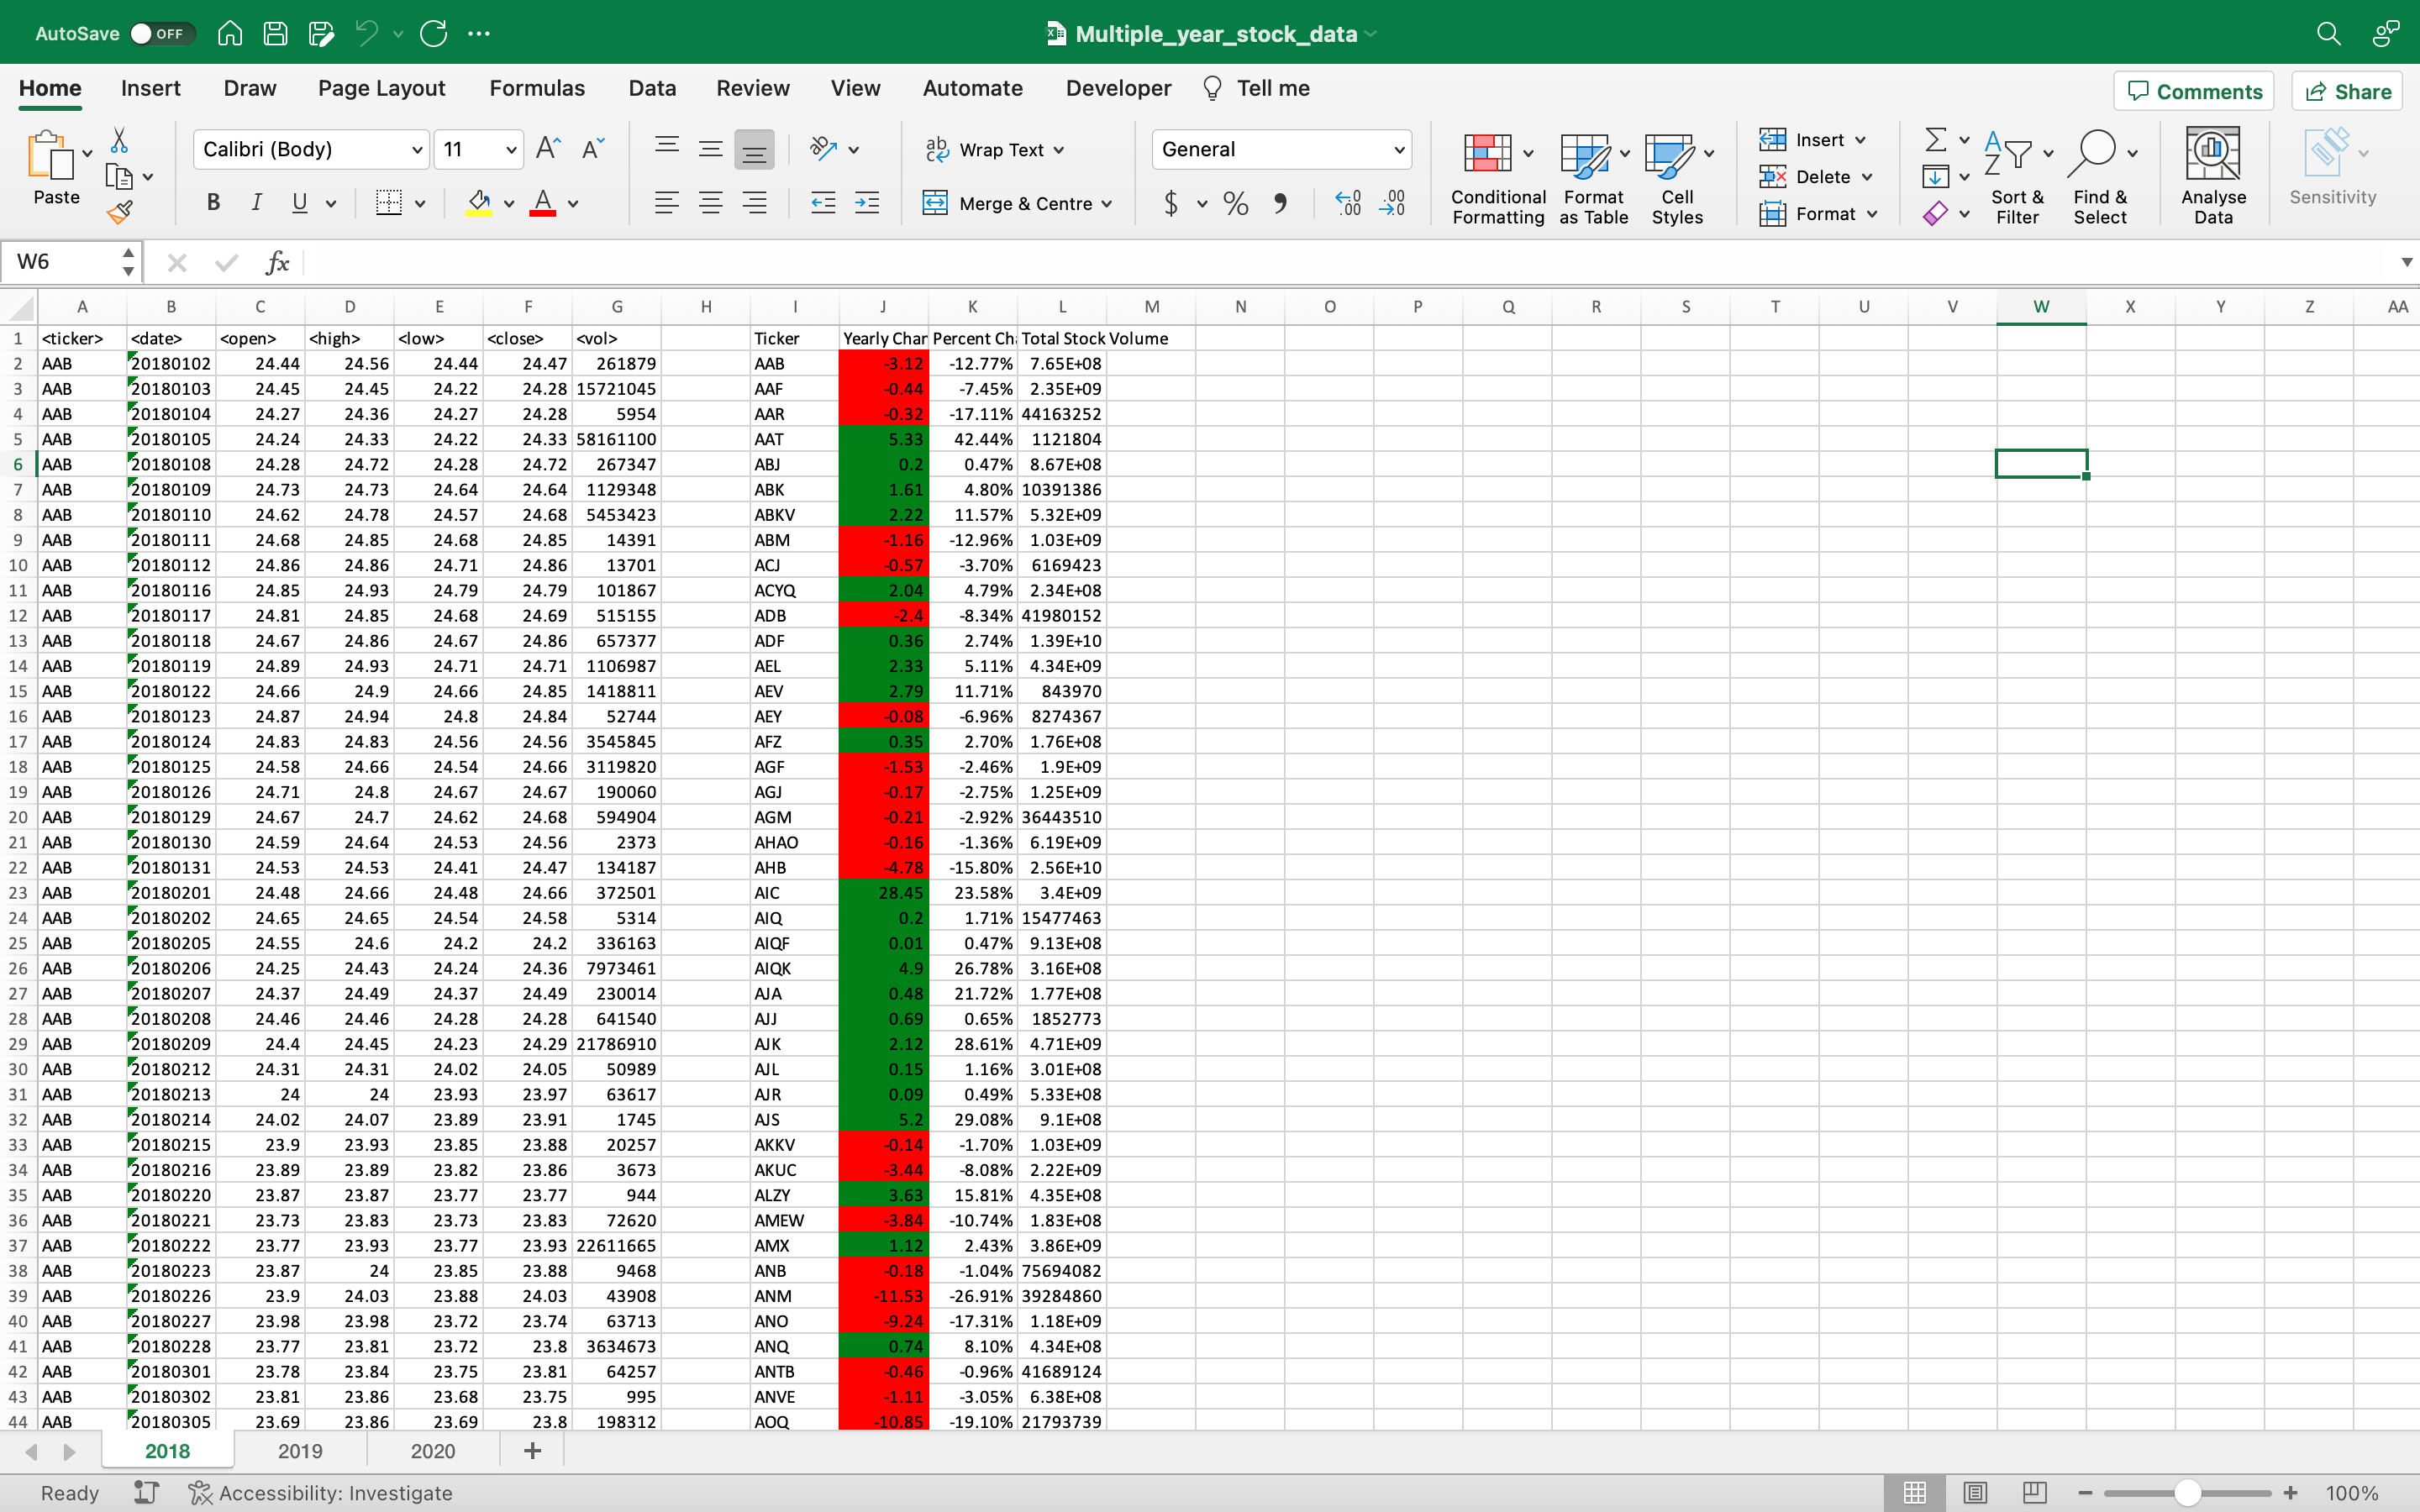 AutoSave OFF Multiple_year_stock_data
Home Insert Draw Page Layout Formulas Data Review View Automate Developer Tell me Comments Share
Paste Calibri (Body) 11 Wrap Text General Conditional Formatting Format as Table Cell Styles Insert Delete Format Sort & Filter Find & Select Analyse Data Sensitivity
B I U A Merge & Centre $ % 9
W6 fx
A B C D E F G H I J K L M N O P Q R S T U V W X Y Z AA
1 <ticker> <date> <open> <high> <low> <close> <vol> Ticker Yearly Char Percent Ch Total Stock Volume
2 AAB 20180102 24.44 24.56 24.44 24.47 261879 AAB -3.12 -12.77% 7.65E+08
3 AAB 20180103 24.45 24.45 24.22 24.28 15721045 AAF -0.44 -7.45% 2.35E+09
4 AAB 20180104 24.27 24.36 24.27 24.28 5954 AAR -0.32 -17.11% 44163252
5 AAB 20180105 24.24 24.33 24.22 24.33 58161100 AAT 5.33 42.44% 1121804
6 AAB 20180108 24.28 24.72 24.28 24.72 267347 ABJ 0.2 0.47% 8.67E+08
7 AAB 20180109 24.73 24.73 24.64 24.64 1129348 ABK 1.61 4.80% 10391386
8 AAB 20180110 24.62 24.78 24.57 24.68 5453423 ABKV 2.22 11.57% 5.32E+09
9 AAB 20180111 24.68 24.85 24.68 24.85 14391 ABM -1.16 -12.96% 1.03E+09
10 AAB 20180112 24.86 24.86 24.71 24.86 13701 ACJ -0.57 -3.70% 6169423
11 AAB 20180116 24.85 24.93 24.79 24.79 101867 ACYQ 2.04 4.79% 2.34E+08
12 AAB 20180117 24.81 24.85 24.68 24.69 515155 ADB -2.4 -8.34% 41980152
13 AAB 20180118 24.67 24.86 24.67 24.86 657377 ADF 0.36 2.74% 1.39E+10
14 AAB 20180119 24.89 24.93 24.71 24.71 1106987 AEL 2.33 5.11% 4.34E+09
15 AAB 20180122 24.66 24.9 24.66 24.85 1418811 AEV 2.79 11.71% 843970
16 AAB 20180123 24.87 24.94 24.8 24.84 52744 AEY -0.08 -6.96% 8274367
17 AAB 20180124 24.83 24.83 24.56 24.56 3545845 AFZ 0.35 2.70% 1.76E+08
18 AAB 20180125 24.58 24.66 24.54 24.66 3119820 AGF -1.53 -2.46% 1.9E+09
19 AAB 20180126 24.71 24.8 24.67 24.67 190060 AGJ -0.17 -2.75% 1.25E+09
20 AAB 20180129 24.67 24.7 24.62 24.68 594904 AGM -0.21 -2.92% 36443510
21 AAB 20180130 24.59 24.64 24.53 24.56 2373 AHAO -0.16 -1.36% 6.19E+09
22 AAB 20180131 24.53 24.53 24.41 24.47 134187 AHB -4.78 -15.80% 2.56E+10
23 AAB 20180201 24.48 24.66 24.48 24.66 372501 AIC 28.45 23.58% 3.4E+09
24 AAB 20180202 24.65 24.65 24.54 24.58 5314 AIQ 0.2 1.71% 15477463
25 AAB 20180205 24.55 24.6 24.2 24.2 336163 AIQF 0.01 0.47% 9.13E+08
26 AAB 20180206 24.25 24.43 24.24 24.36 7973461 AIQK 4.9 26.78% 3.16E+08
27 AAB 20180207 24.37 24.49 24.37 24.49 230014 AJA 0.48 21.72% 1.77E+08
28 AAB 20180208 24.46 24.46 24.28 24.28 641540 AJJ 0.69 0.65% 1852773
29 AAB 20180209 24.4 24.45 24.23 24.29 21786910 AJK 2.12 28.61% 4.71E+09
30 AAB 20180212 24.31 24.31 24.02 24.05 50989 AJL 0.15 1.16% 3.01E+08
31 AAB 20180213 24 24 23.93 23.97 63617 AJR 0.09 0.49% 5.33E+08
32 AAB 20180214 24.02 24.07 23.89 23.91 1745 AJS 5.2 29.08% 9.1E+08
33 AAB 20180215 23.9 23.93 23.85 23.88 20257 AKKV -0.14 -1.70% 1.03E+09
34 AAB 20180216 23.89 23.89 23.82 23.86 3673 AKUC -3.44 -8.08% 2.22E+09
35 AAB 20180220 23.87 23.87 23.77 23.77 944 ALZY 3.63 15.81% 4.35E+08
36 AAB 20180221 23.73 23.83 23.73 23.83 72620 AMEW -3.84 -10.74% 1.83E+08
37 AAB 20180222 23.77 23.93 23.77 23.93 22611665 AMX 1.12 2.43% 3.86E+09
38 AAB 20180223 23.87 24 23.85 23.88 9468 ANB -0.18 -1.04% 75694082
39 AAB 20180226 23.9 24.03 23.88 24.03 43908 ANM -11.53 -26.91% 39284860
40 AAB 20180227 23.98 23.98 23.72 23.74 63713 ANO -9.24 -17.31% 1.18E+09
41 AAB 20180228 23.77 23.81 23.72 23.8 3634673 ANQ 0.74 8.10% 4.34E+08
42 AAB 20180301 23.78 23.84 23.75 23.81 64257 ANTB -0.46 -0.96% 41689124
43 AAB 20180302 23.81 23.86 23.68 23.75 995 ANVE -1.11 -3.05% 6.38E+08
44 AAB 20180305 23.69 23.86 23.69 23.8 198312 AOQ -10.85 -19.10% 21793739
2018 2019 2020 +
Ready Accessibility: Investigate 100%